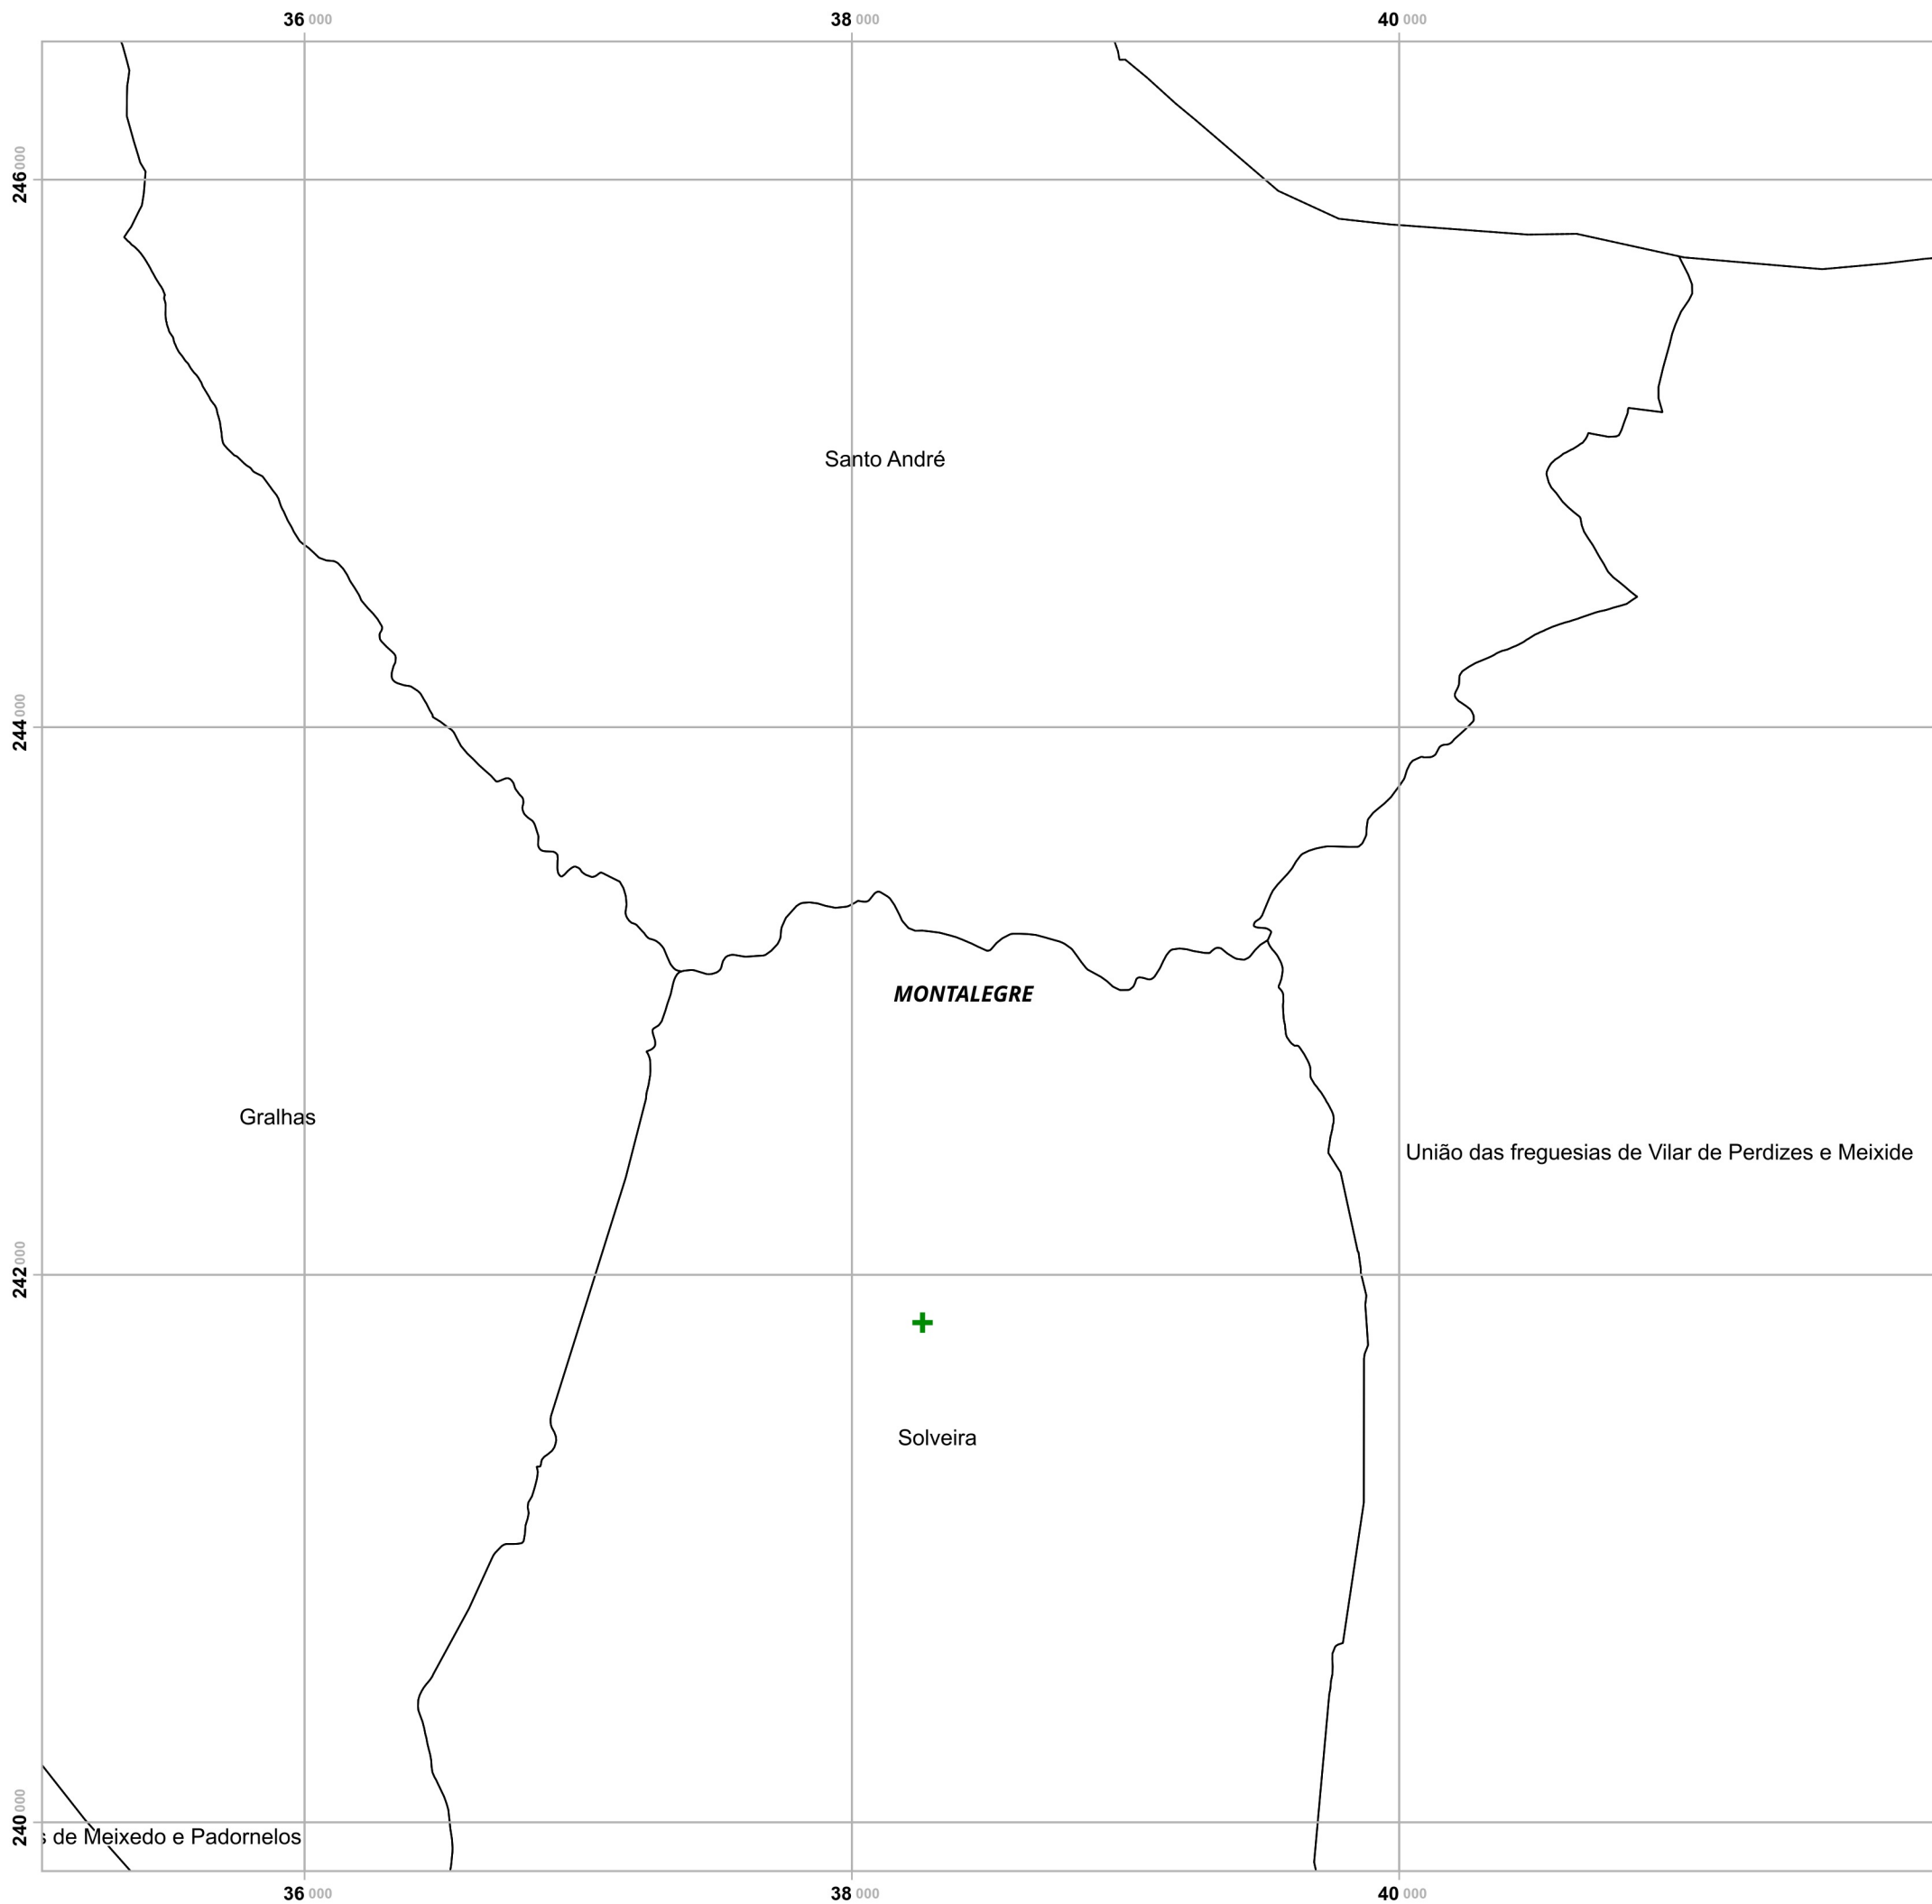 36 000 38 000 40 000
246 000
Santo André
244 000
MONTALEGRE
Gralhas
União das freguesias de Vilar de Perdizes e Meixide
242 000
Solveira
240 000
s de Meixedo e Padornelos
36 000 38 000 40 000